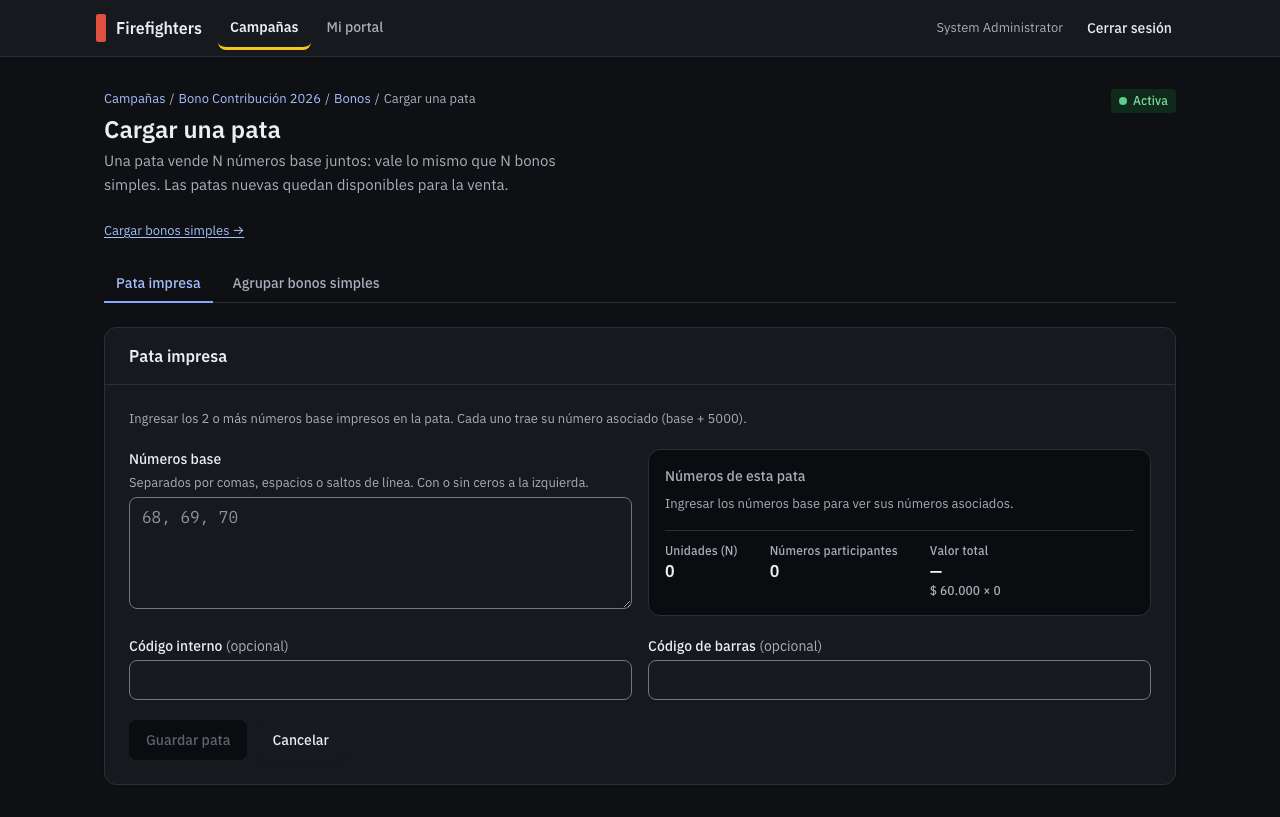 Firefighters
Campañas
Mi portal
System Administrator
Cerrar sesión
Campañas / Bono Contribución 2026 / Bonos / Cargar una pata
Activa
Cargar una pata
Una pata vende N números base juntos: vale lo mismo que N bonos
simples. Las patas nuevas quedan disponibles para la venta.
Cargar bonos simples →
Pata impresa
Agrupar bonos simples
Pata impresa
Ingresar los 2 o más números base impresos en la pata. Cada uno trae su número asociado (base + 5000).
Números base
Separados por comas, espacios o saltos de línea. Con o sin ceros a la izquierda.
68, 69, 70
Números de esta pata
Ingresar los números base para ver sus números asociados.
Unidades (N)
0
Números participantes
0
Valor total
—
$ 60.000 × 0
Código interno (opcional)
Código de barras (opcional)
Guardar pata
Cancelar